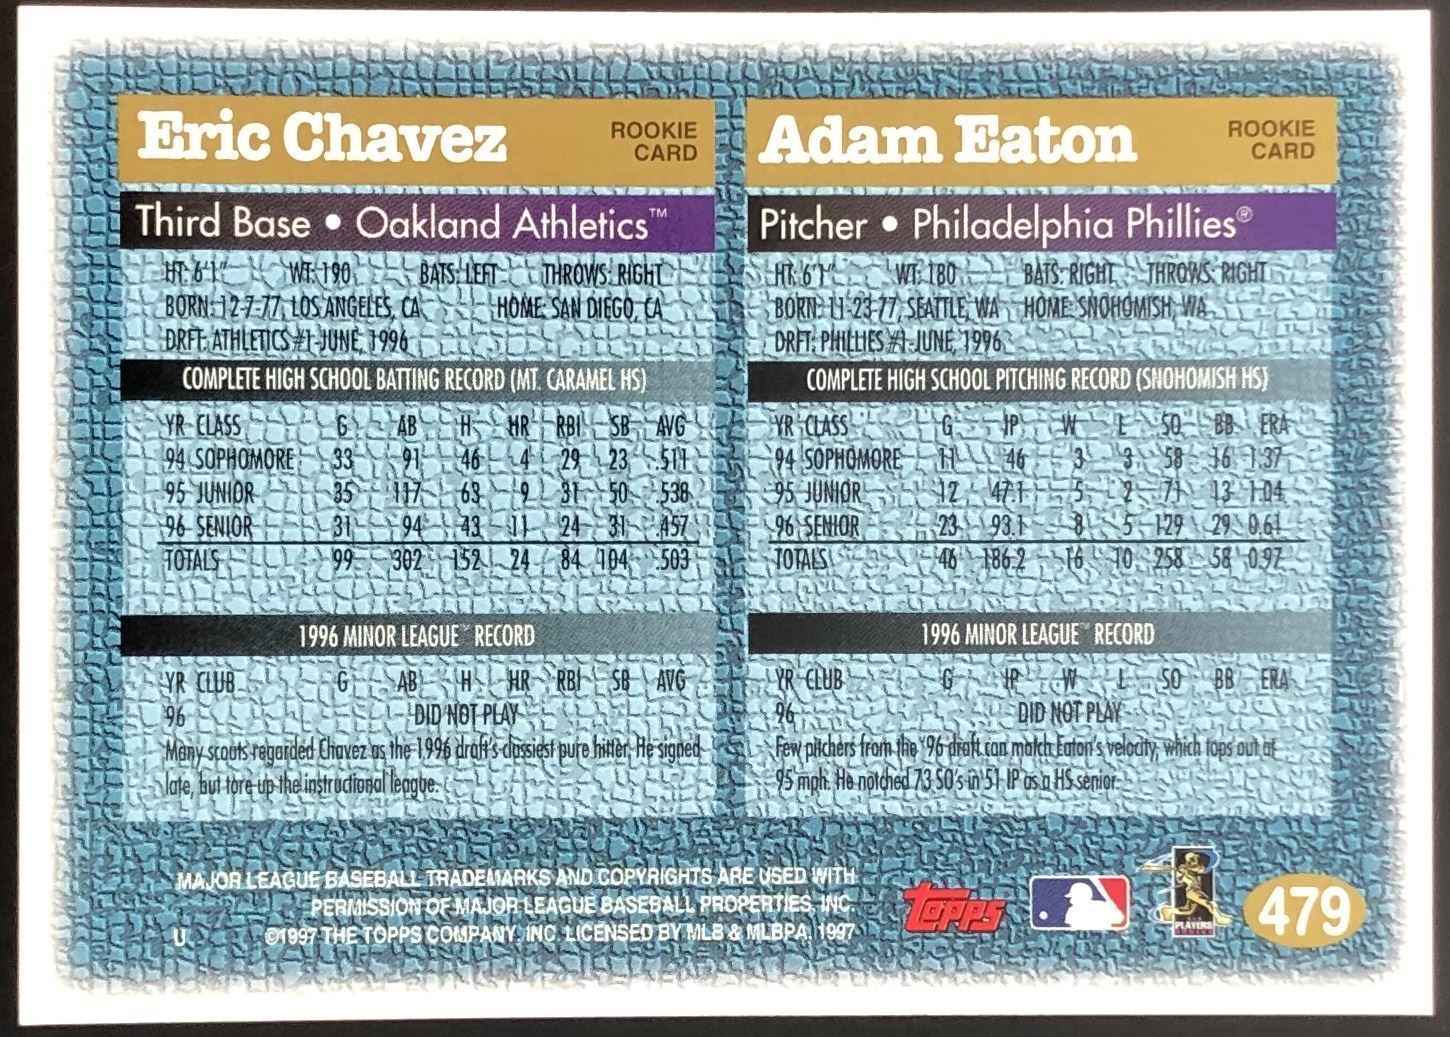 Eric Chavez
ROOKIE
CARD
Third Base • Oakland Athletics™
HT: 6'1" WT: 190 BATS: LEFT THROWS: RIGHT
BORN: 12-7-77, LOS ANGELES, CA HOME: SAN DIEGO, CA
DRFT: ATHLETICS #1-JUNE, 1996
COMPLETE HIGH SCHOOL BATTING RECORD (MT. CARAMEL HS)
YR CLASS G AB H HR RBI SB AVG
94 SOPHOMORE 33 91 46 4 29 23 .511
95 JUNIOR 35 117 63 9 31 50 .538
96 SENIOR 31 94 43 11 24 31 .457
TOTALS 99 302 152 24 84 104 .503
1996 MINOR LEAGUE™ RECORD
YR CLUB G AB H HR RBI SB AVG
96 DID NOT PLAY
Many scouts regarded Chavez as the 1996 draft's classiest pure hitter. He signed
late, but tore up the instructional league.
Adam Eaton
ROOKIE
CARD
Pitcher • Philadelphia Phillies®
HT: 6'1" WT: 180 BATS: RIGHT THROWS: RIGHT
BORN: 11-23-77, SEATTLE, WA HOME: SNOHOMISH, WA
DRFT: PHILLIES #1-JUNE, 1996
COMPLETE HIGH SCHOOL PITCHING RECORD (SNOHOMISH HS)
YR CLASS G IP W L SO BB ERA
94 SOPHOMORE 11 46 3 3 58 16 1.37
95 JUNIOR 12 47.1 5 2 71 13 1.04
96 SENIOR 23 93.1 8 5 129 29 0.61
TOTALS 46 186.2 16 10 258 58 0.97
1996 MINOR LEAGUE™ RECORD
YR CLUB G IP W L SO BB ERA
96 DID NOT PLAY
Few pitchers from the '96 draft can match Eaton's velocity, which tops out at
95 mph. He notched 73 SO's in 51 IP as a HS senior.
MAJOR LEAGUE BASEBALL TRADEMARKS AND COPYRIGHTS ARE USED WITH
PERMISSION OF MAJOR LEAGUE BASEBALL PROPERTIES, INC.
U ©1997 THE TOPPS COMPANY, INC. LICENSED BY MLB & MLBPA, 1997
Topps
PLAYERS
479